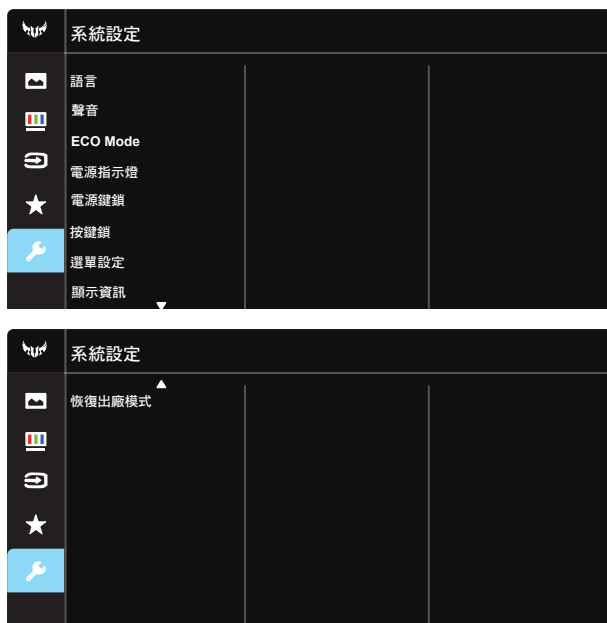 系統設定
語言
聲音
ECO Mode
電源指示燈
電源鍵鎖
按鍵鎖
選單設定
顯示資訊
系統設定
恢復出廠模式